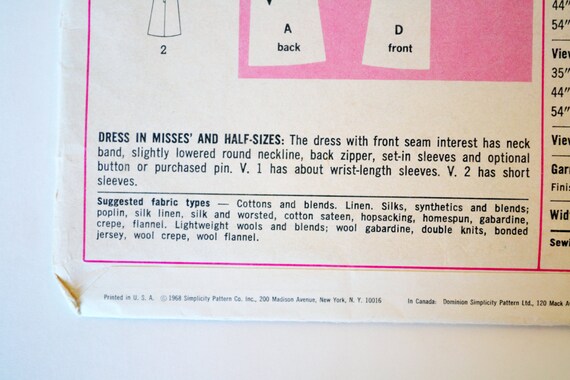 2
A
back
D
front
44"
54"
View
35"
44"
54"
View
DRESS IN MISSES' AND HALF-SIZES: The dress with front seam interest has neck
band, slightly lowered round neckline, back zipper, set-in sleeves and optional
button or purchased pin. V. 1 has about wrist-length sleeves. V. 2 has short
sleeves.
Suggested fabric types — Cottons and blends. Linen. Silks, synthetics and blends;
poplin, silk linen, silk and worsted, cotton sateen, hopsacking, homespun, gabardine,
crepe, flannel. Lightweight wools and blends; wool gabardine, double knits, bonded
jersey, wool crepe, wool flannel.
Gar
Finis
Wid
Sewi
Printed in U. S. A. © 1968 Simplicity Pattern Co. Inc., 200 Madison Avenue, New York, N. Y. 10016 In Canada: Dominion Simplicity Pattern Ltd., 120 Mack A